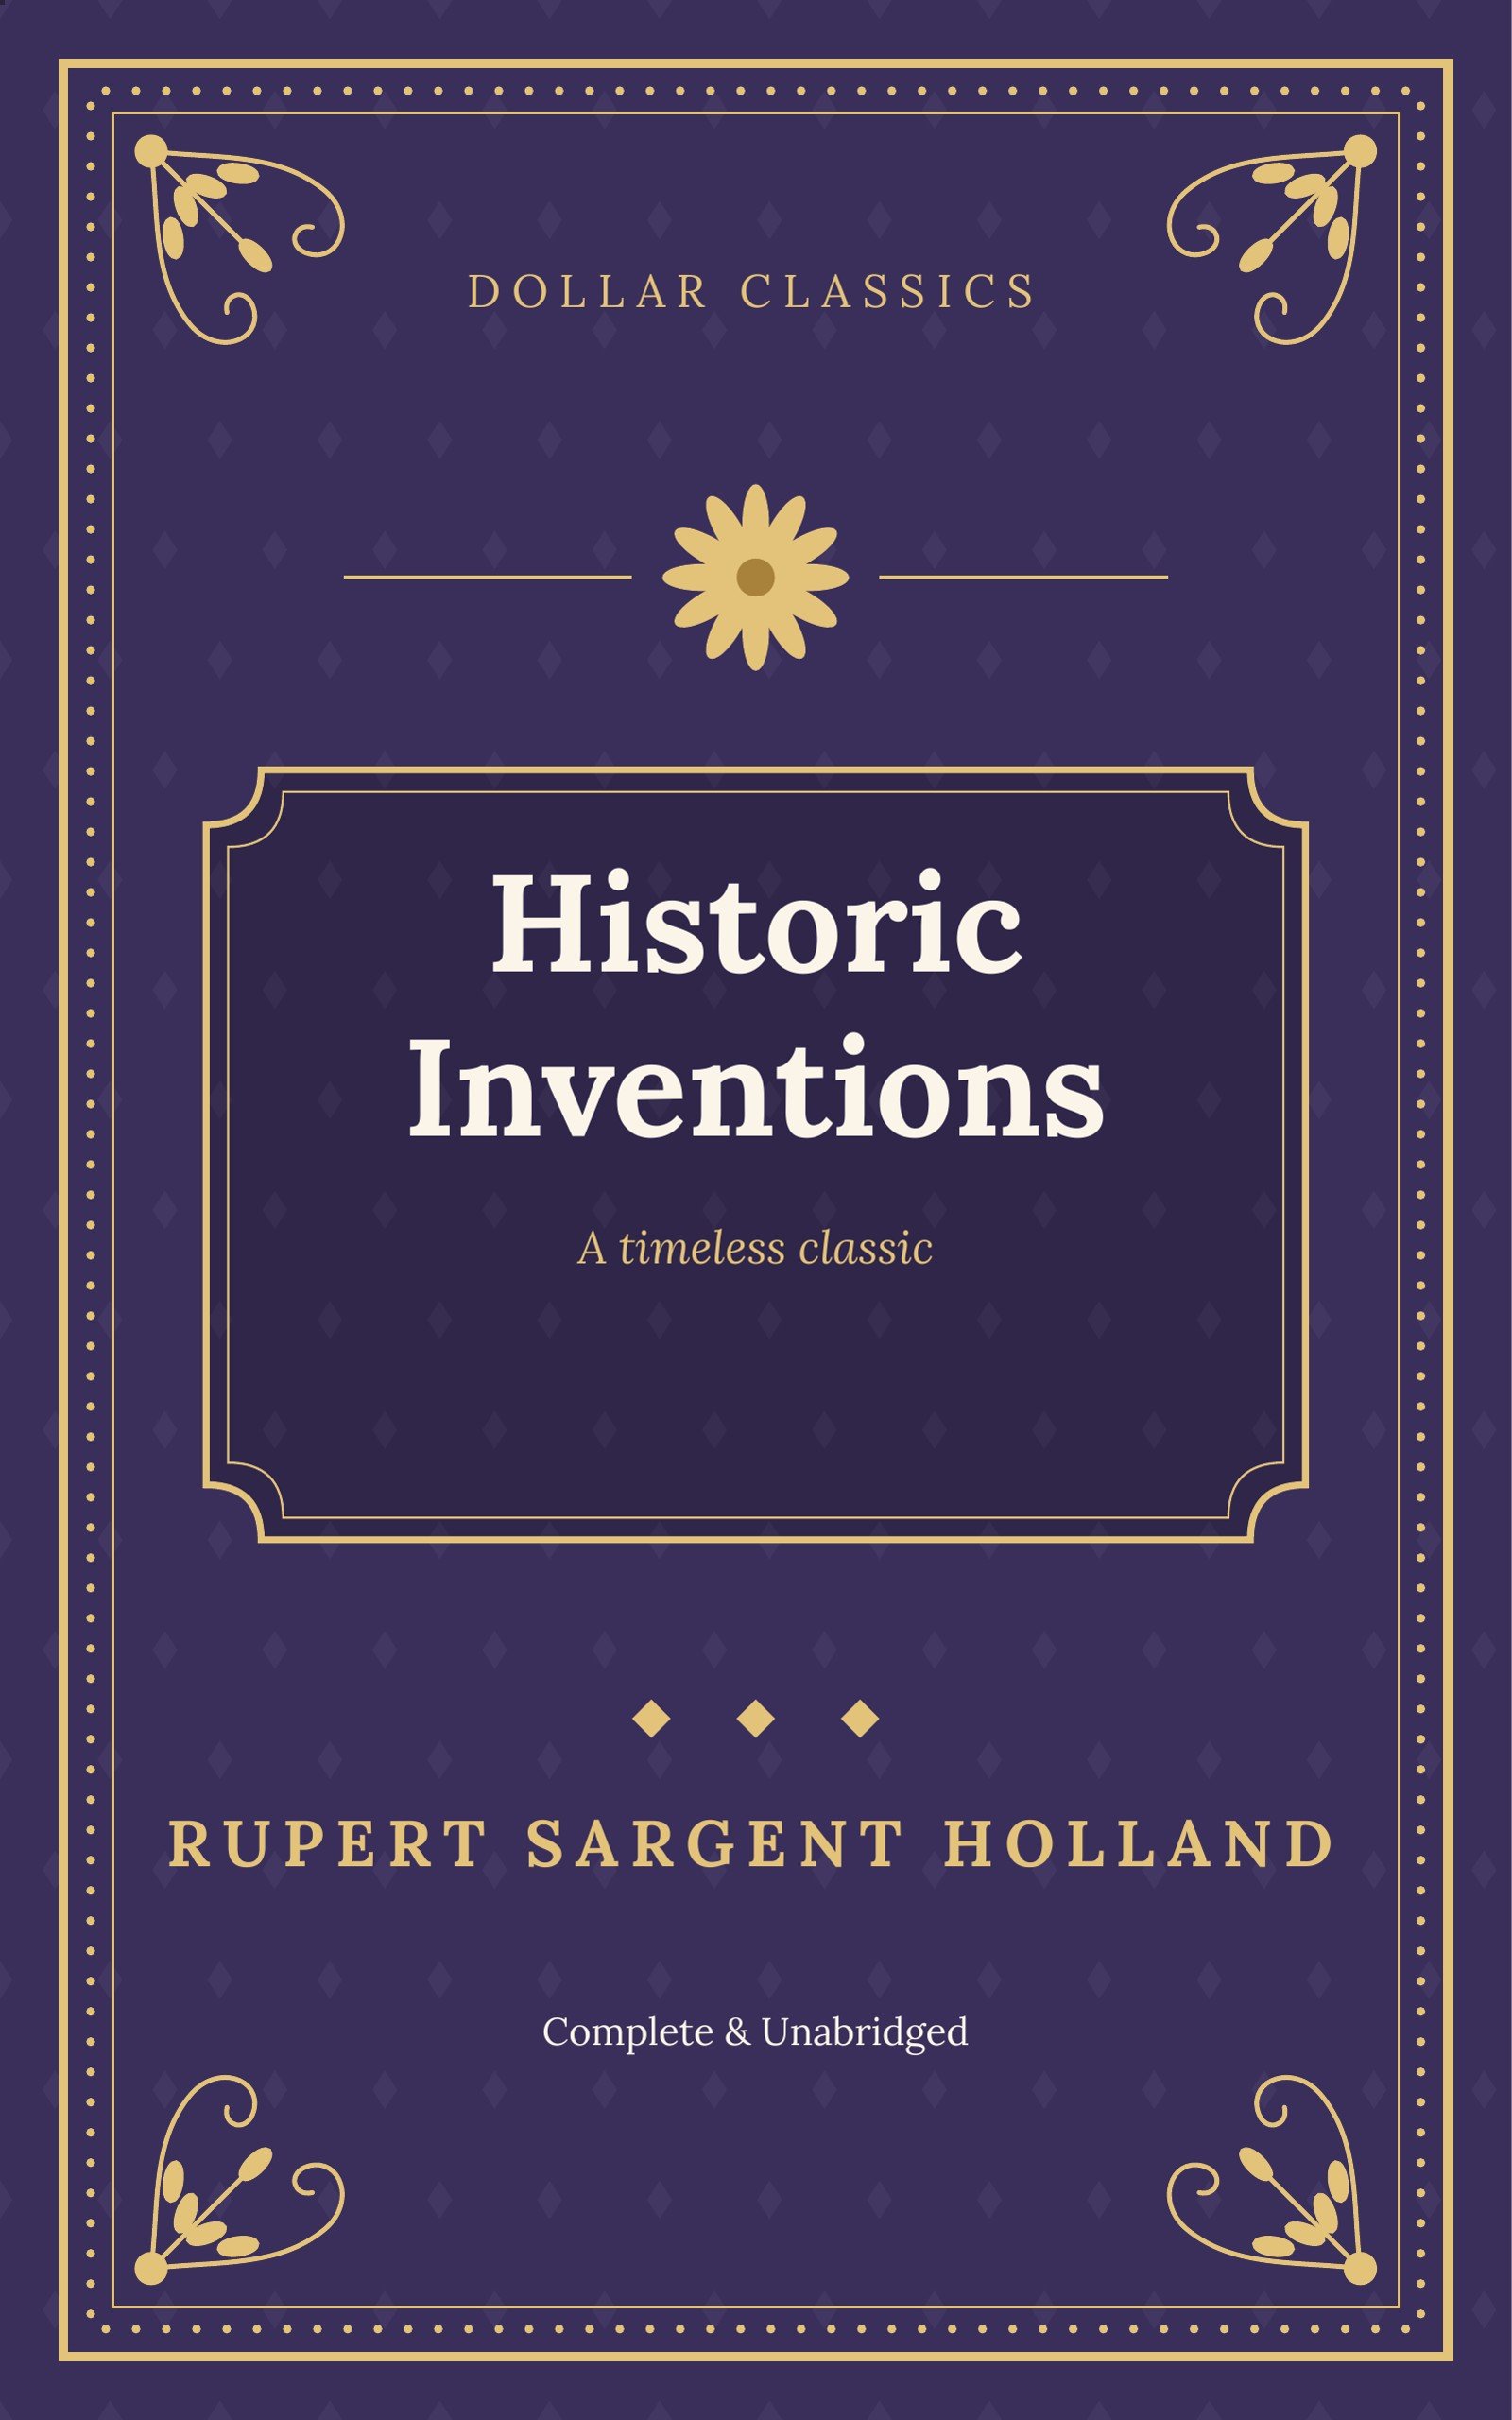 DOLLAR CLASSICS
Historic
Inventions
A timeless classic
RUPERT SARGENT HOLLAND
Complete & Unabridged